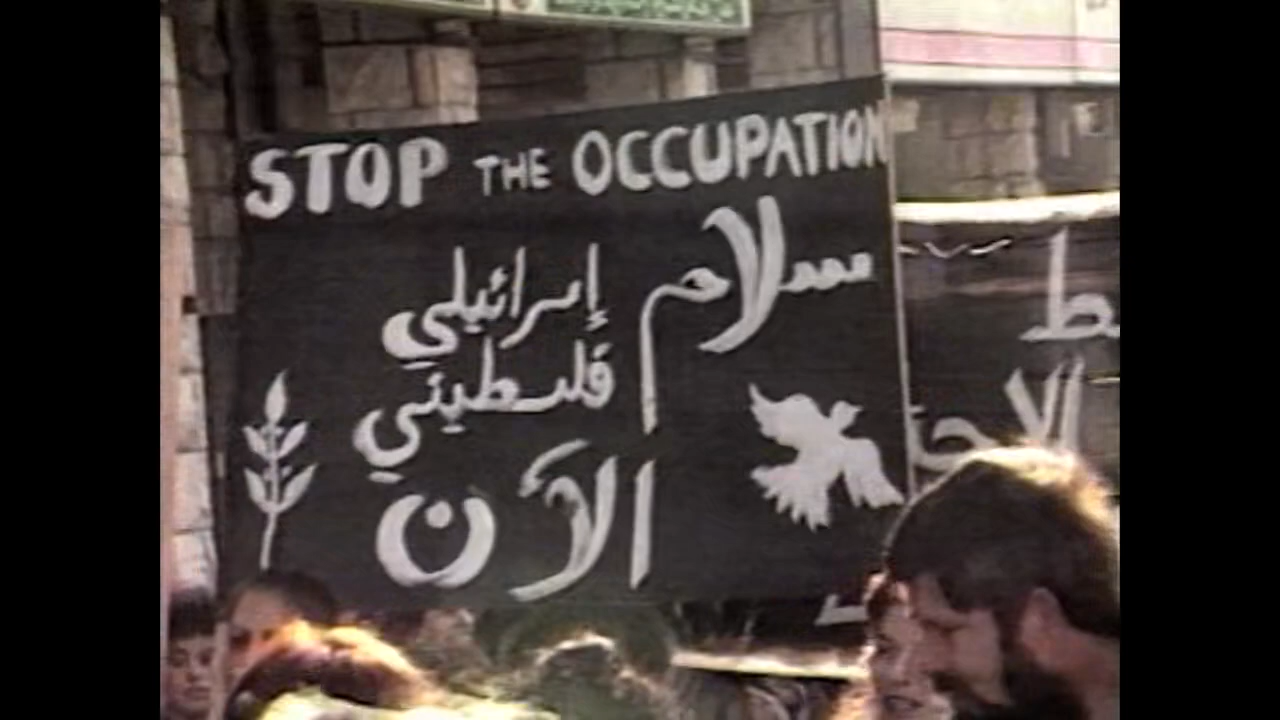 STOP THE OCCUPATION
سلام
إسرائيلي
فلسطيني
الآن